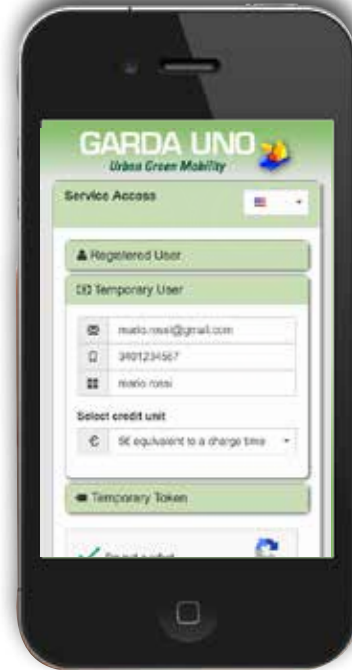 GARDA UNO
Urban Green Mobility
Service Access
Registered User
Temporary User
mario.rossi@gmail.com
3401234567
mario rossi
Select credit unit
€ 5€ equivalent to a charge time
Temporary Token